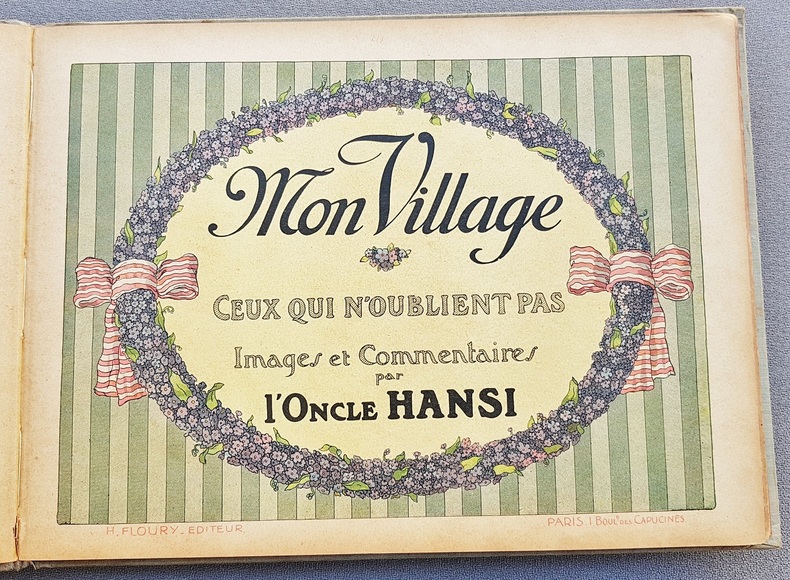 Mon Village
CEUX QUI N'OUBLIENT PAS
Images et Commentaires
par
l'ONCLE HANSI
H. FLOURY_EDITEUR
PARIS 1 BOULD DES CAPUCINES